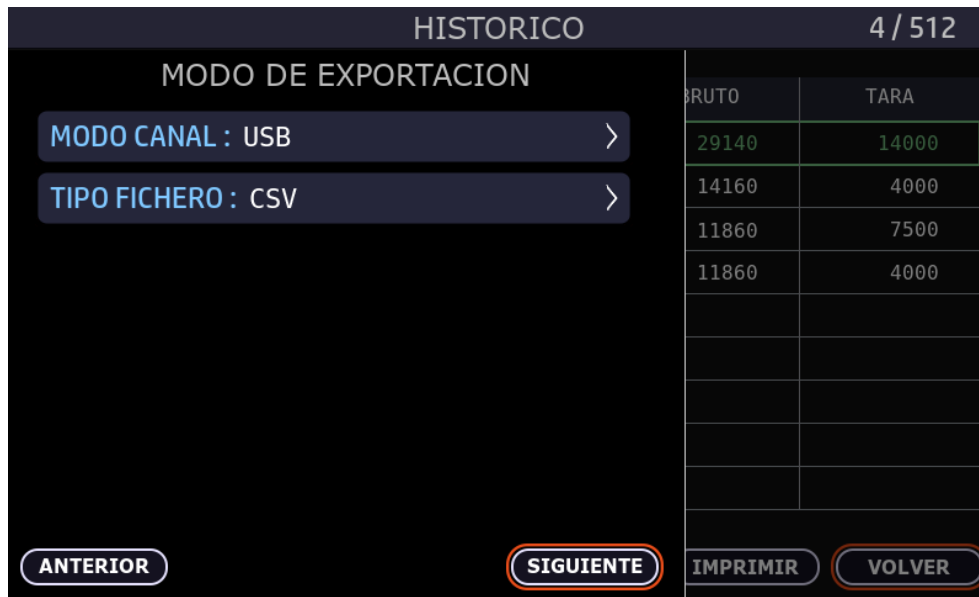 HISTORICO 4 / 512
MODO DE EXPORTACION
MODO CANAL : USB
TIPO FICHERO : CSV
ANTERIOR
SIGUIENTE
BRUTO TARA
29140 14000
14160 4000
11860 7500
11860 4000
IMPRIMIR
VOLVER